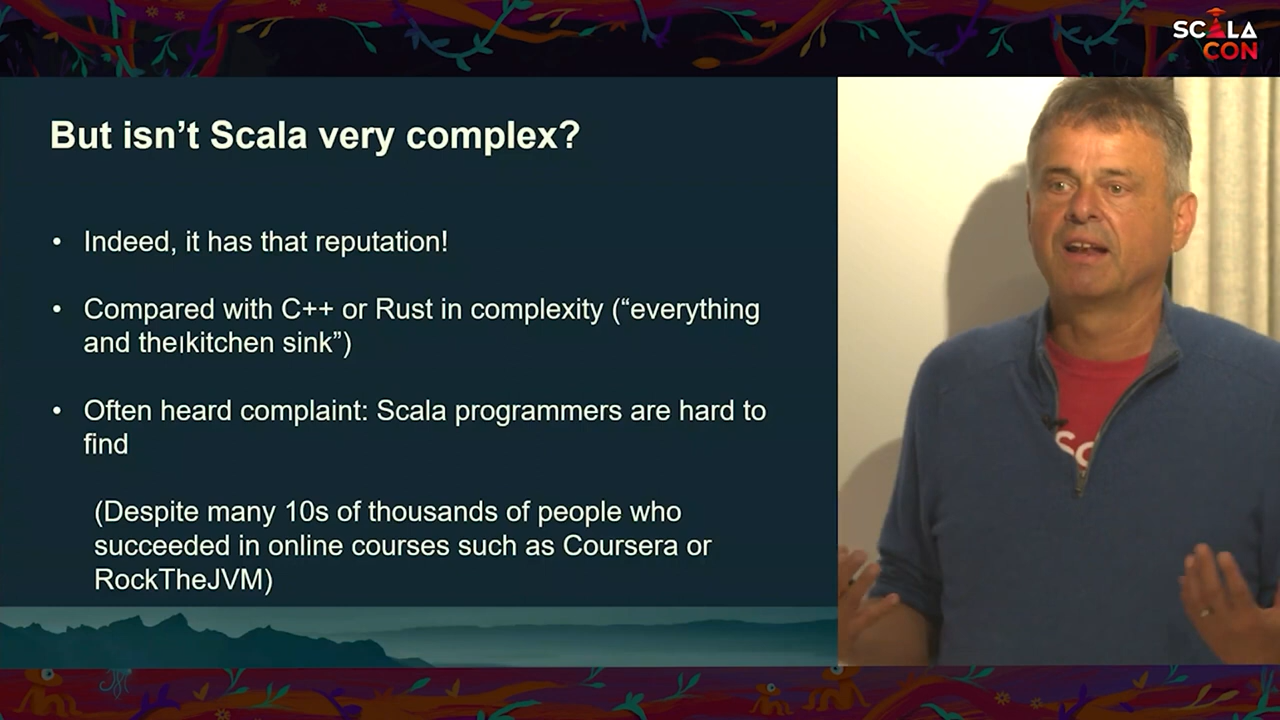 SCALA
CON
But isn't Scala very complex?
• Indeed, it has that reputation!
• Compared with C++ or Rust in complexity (“everything
and the kitchen sink”)
• Often heard complaint: Scala programmers are hard to
find
(Despite many 10s of thousands of people who
succeeded in online courses such as Coursera or
RockTheJVM)